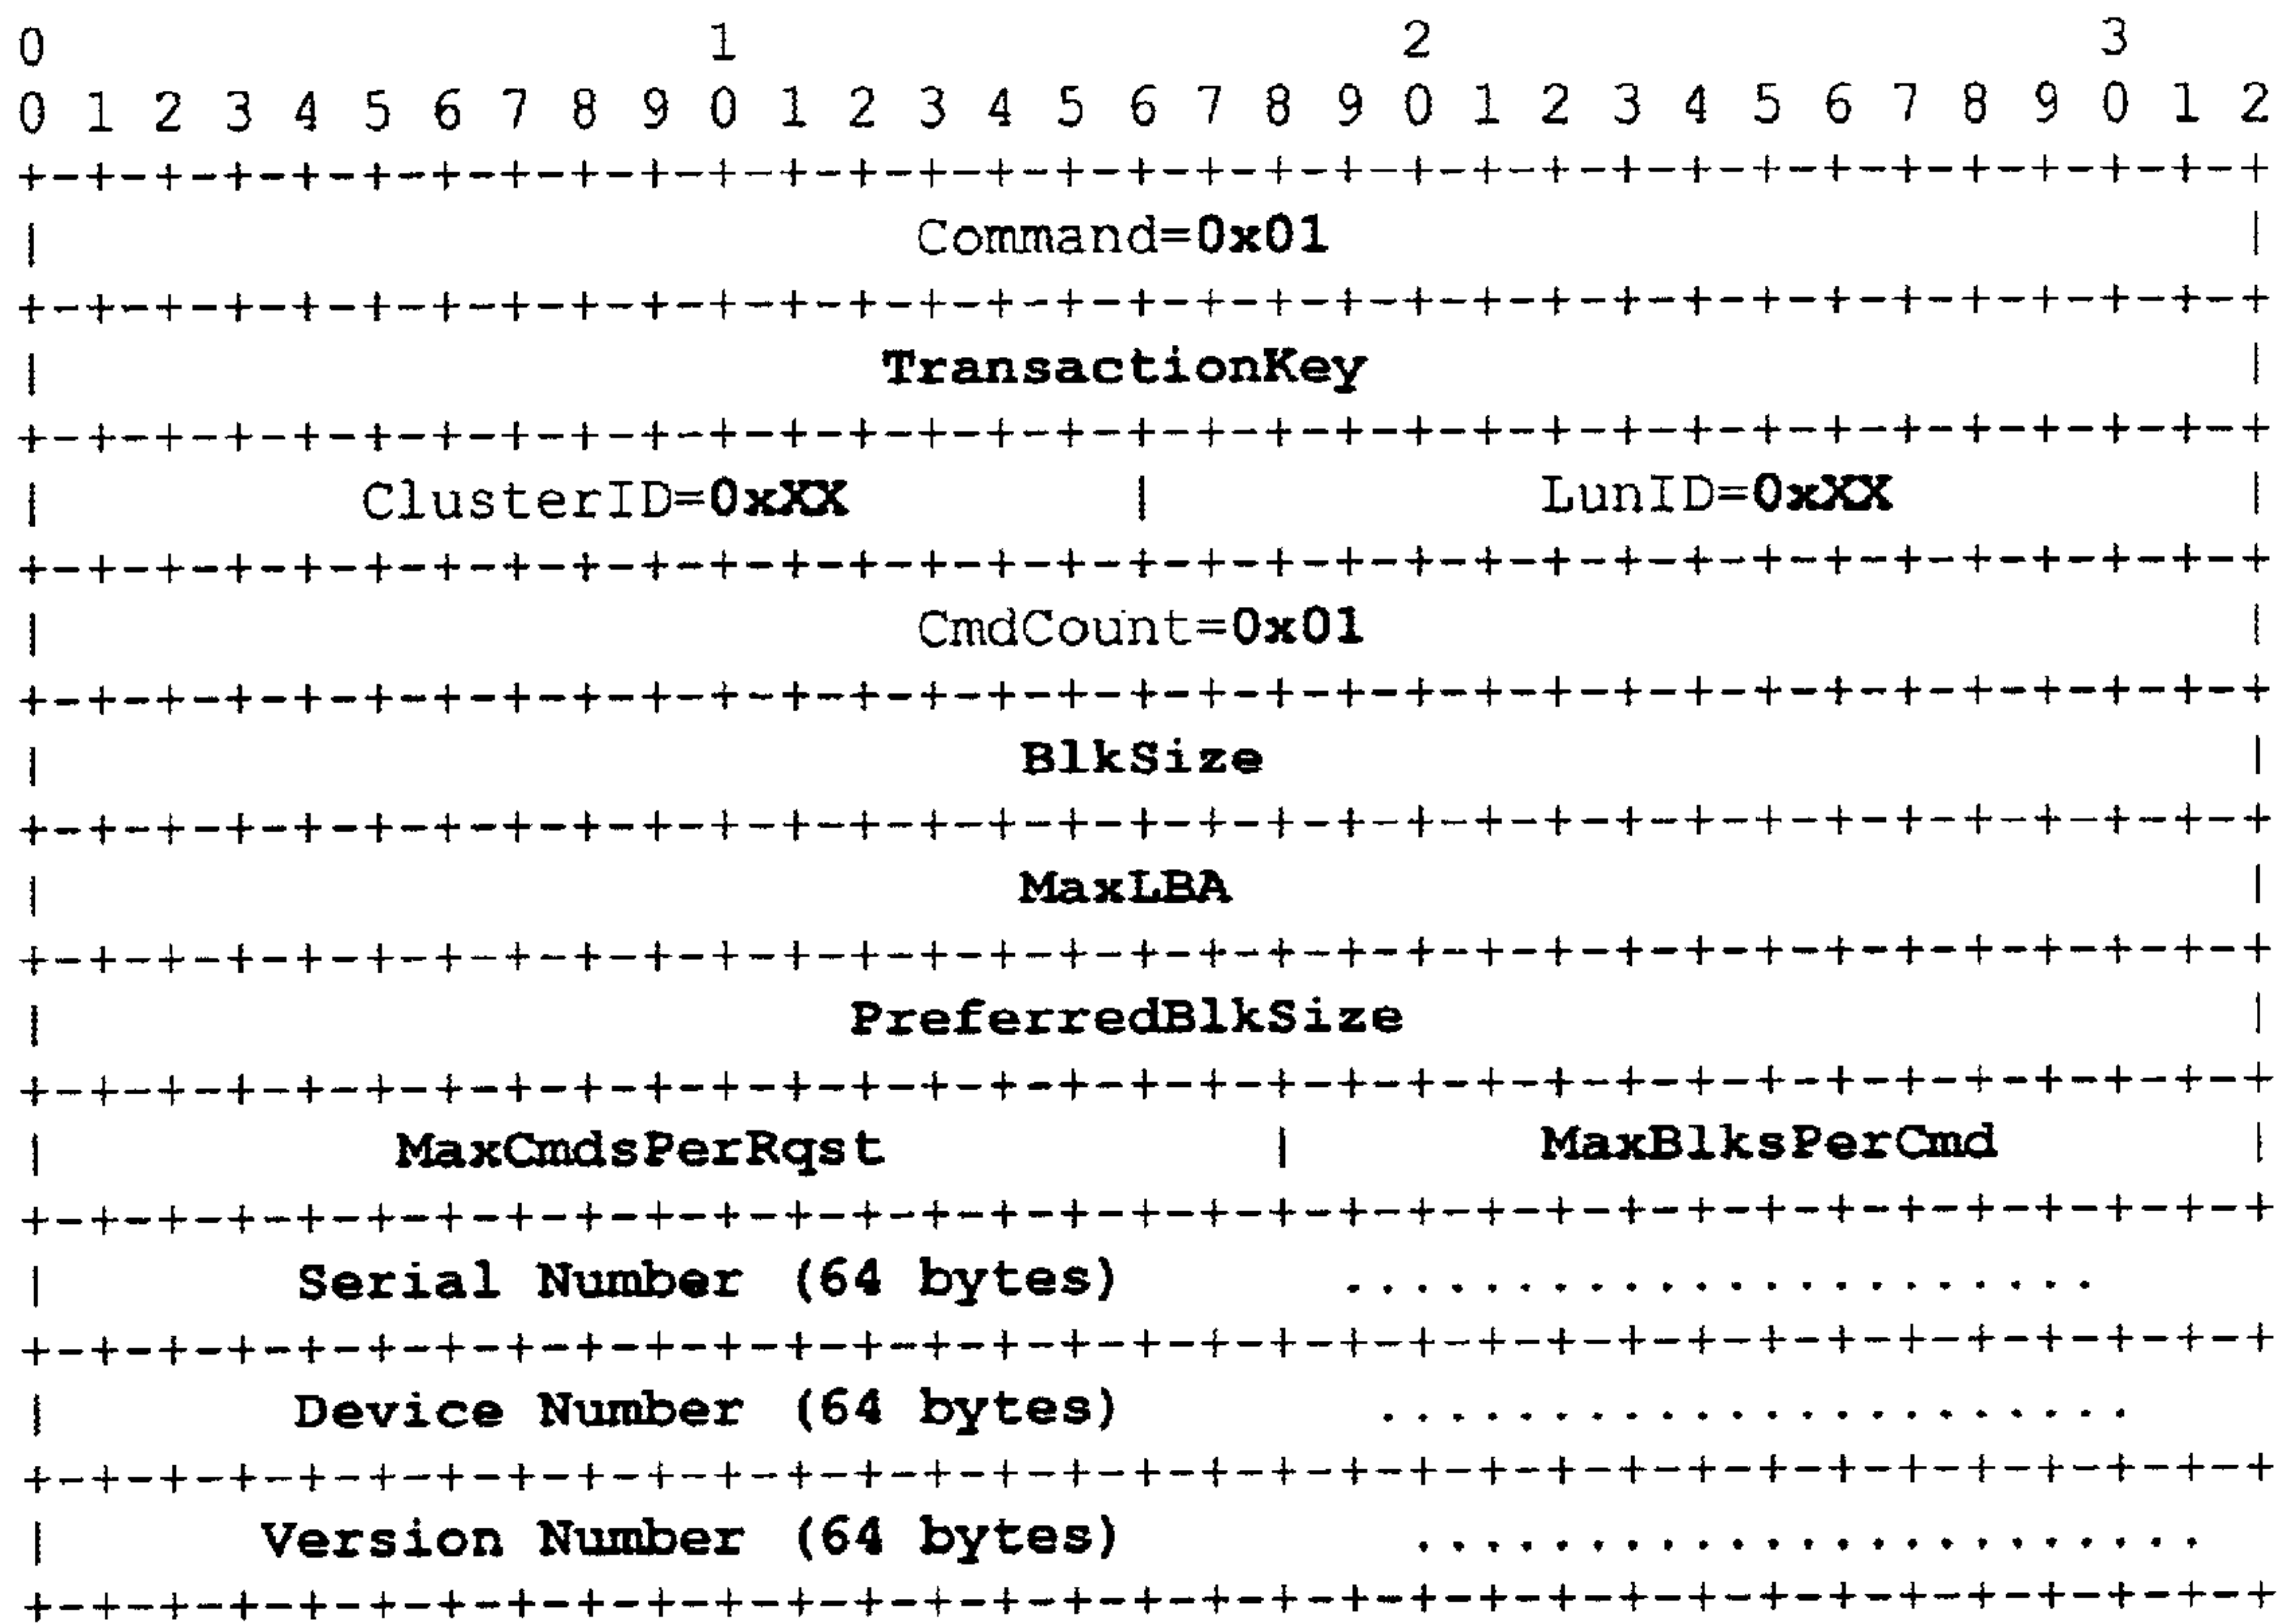 0                   1                   2                   3
0 1 2 3 4 5 6 7 8 9 0 1 2 3 4 5 6 7 8 9 0 1 2 3 4 5 6 7 8 9 0 1 2
+-+-+-+-+-+-+-+-+-+-+-+-+-+-+-+-+-+-+-+-+-+-+-+-+-+-+-+-+-+-+-+-+
|                         Command=0x01                          |
+-+-+-+-+-+-+-+-+-+-+-+-+-+-+-+-+-+-+-+-+-+-+-+-+-+-+-+-+-+-+-+-+
|                        TransactionKey                         |
+-+-+-+-+-+-+-+-+-+-+-+-+-+-+-+-+-+-+-+-+-+-+-+-+-+-+-+-+-+-+-+-+
|         ClusterID=0xXX        |           LunID=0xXX          |
+-+-+-+-+-+-+-+-+-+-+-+-+-+-+-+-+-+-+-+-+-+-+-+-+-+-+-+-+-+-+-+-+
|                         CmdCount=0x01                         |
+-+-+-+-+-+-+-+-+-+-+-+-+-+-+-+-+-+-+-+-+-+-+-+-+-+-+-+-+-+-+-+-+
|                            BlkSize                            |
+-+-+-+-+-+-+-+-+-+-+-+-+-+-+-+-+-+-+-+-+-+-+-+-+-+-+-+-+-+-+-+-+
|                            MaxLBA                             |
+-+-+-+-+-+-+-+-+-+-+-+-+-+-+-+-+-+-+-+-+-+-+-+-+-+-+-+-+-+-+-+-+
|                       PreferredBlkSize                        |
+-+-+-+-+-+-+-+-+-+-+-+-+-+-+-+-+-+-+-+-+-+-+-+-+-+-+-+-+-+-+-+-+
|          MaxCmdsPerRqst           |       MaxBlksPerCmd       |
+-+-+-+-+-+-+-+-+-+-+-+-+-+-+-+-+-+-+-+-+-+-+-+-+-+-+-+-+-+-+-+-+
|       Serial Number (64 bytes)       ......................
+-+-+-+-+-+-+-+-+-+-+-+-+-+-+-+-+-+-+-+-+-+-+-+-+-+-+-+-+-+-+-+-+
|       Device Number (64 bytes)        ......................
+-+-+-+-+-+-+-+-+-+-+-+-+-+-+-+-+-+-+-+-+-+-+-+-+-+-+-+-+-+-+-+-+
|      Version Number (64 bytes)         .......................
+-+-+-+-+-+-+-+-+-+-+-+-+-+-+-+-+-+-+-+-+-+-+-+-+-+-+-+-+-+-+-+-+